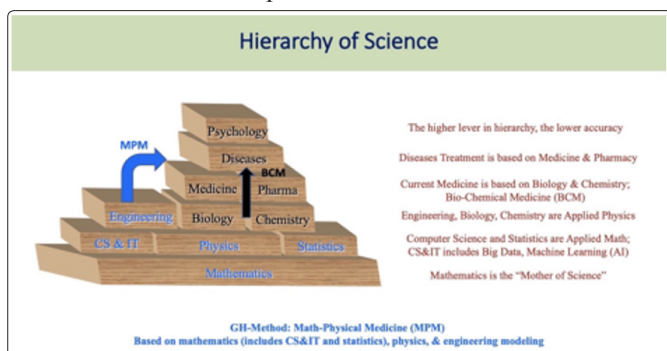 Hierarchy of Science
Psychology
MPM
Diseases
BCM
Medicine
Pharma
Engineering
Biology
Chemistry
CS & IT
Physics
Statistics
Mathematics
The higher lever in hierarchy, the lower accuracy
Diseases Treatment is based on Medicine & Pharmacy
Current Medicine is based on Biology & Chemistry;
Bio-Chemical Medicine (BCM)
Engineering, Biology, Chemistry are Applied Physics
Computer Science and Statistics are Applied Math;
CS&IT includes Big Data, Machine Learning (AI)
Mathematics is the “Mother of Science”
GH-Method: Math-Physical Medicine (MPM)
Based on mathematics (includes CS&IT and statistics), physics, & engineering modeling